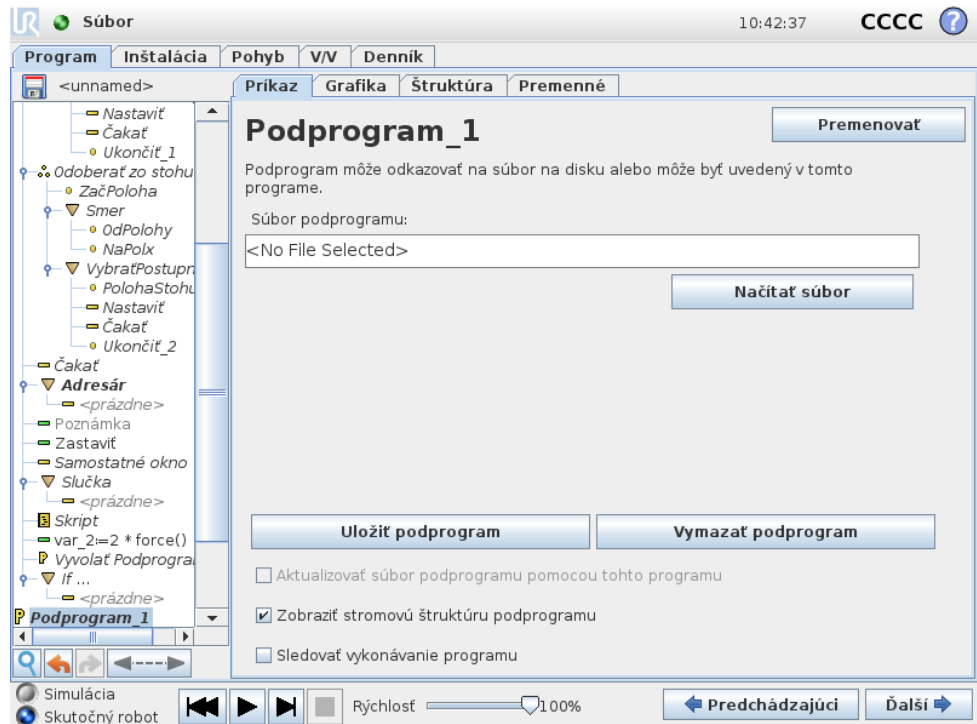 Súbor
10:42:37
CCCC
?
Program
Inštalácia
Pohyb
V/V
Denník
<unnamed>
Príkaz
Grafika
Štruktúra
Premenné
Nastaviť
Čakať
Ukončiť_1
Odoberať zo stohu
ZačPoloha
Smer
OdPolohy
NaPolx
VybraťPostupn
PolohaStohu
Nastaviť
Čakať
Ukončiť_2
Čakať
Adresár
<prázdne>
Poznámka
Zastaviť
Samostatné okno
Slučka
<prázdne>
Skript
var_2≔2 * force()
Vyvolať Podprogra
If ...
<prázdne>
Podprogram_1
Podprogram_1
Premenovať
Podprogram môže odkazovať na súbor na disku alebo môže byť uvedený v tomto
programe.
Súbor podprogramu:
<No File Selected>
Načítať súbor
Uložiť podprogram
Vymazať podprogram
Aktualizovať súbor podprogramu pomocou tohto programu
Zobraziť stromovú štruktúru podprogramu
Sledovať vykonávanie programu
Simulácia
Skutočný robot
Rýchlosť
100%
Predchádzajúci
Ďalší